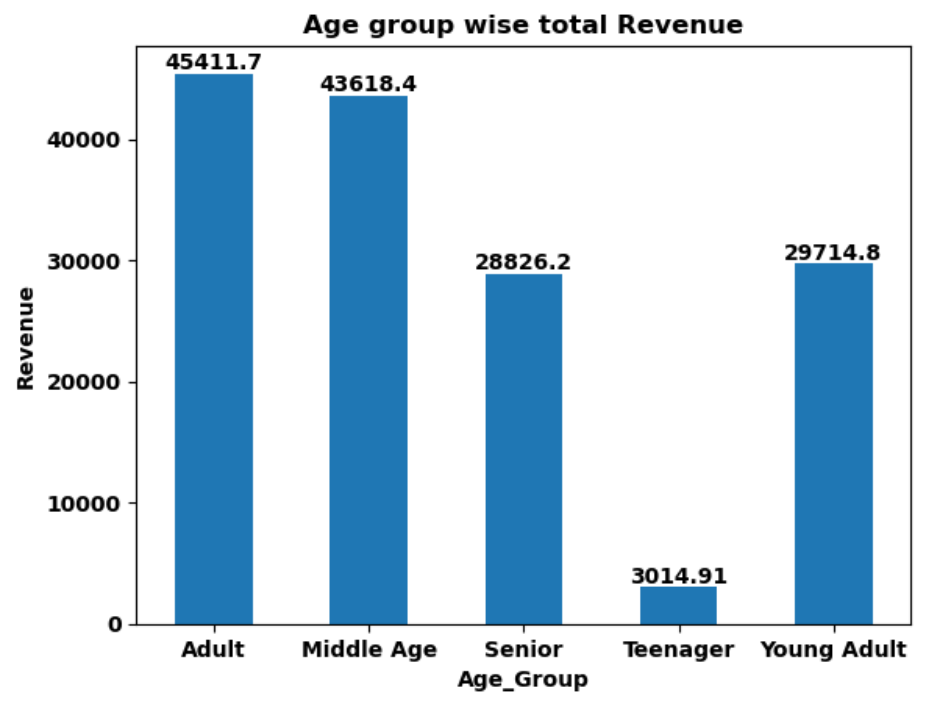 Age group wise total Revenue
45411.7
43618.4
28826.2
3014.91
29714.8
40000
30000
20000
10000
0
Revenue
Adult
Middle Age
Senior
Teenager
Young Adult
Age_Group